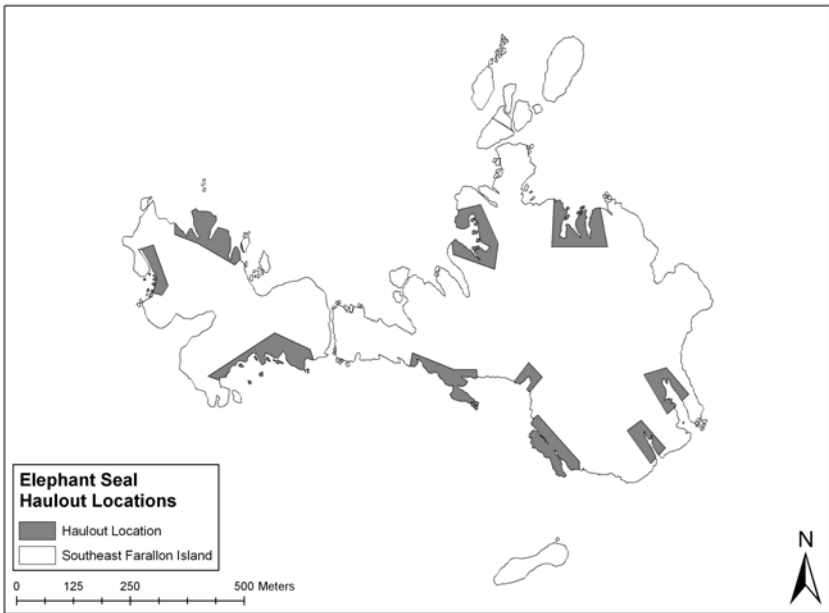 Elephant Seal
Haulout Locations
Haulout Location
Southeast Farallon Island
0 125 250 500 Meters
N